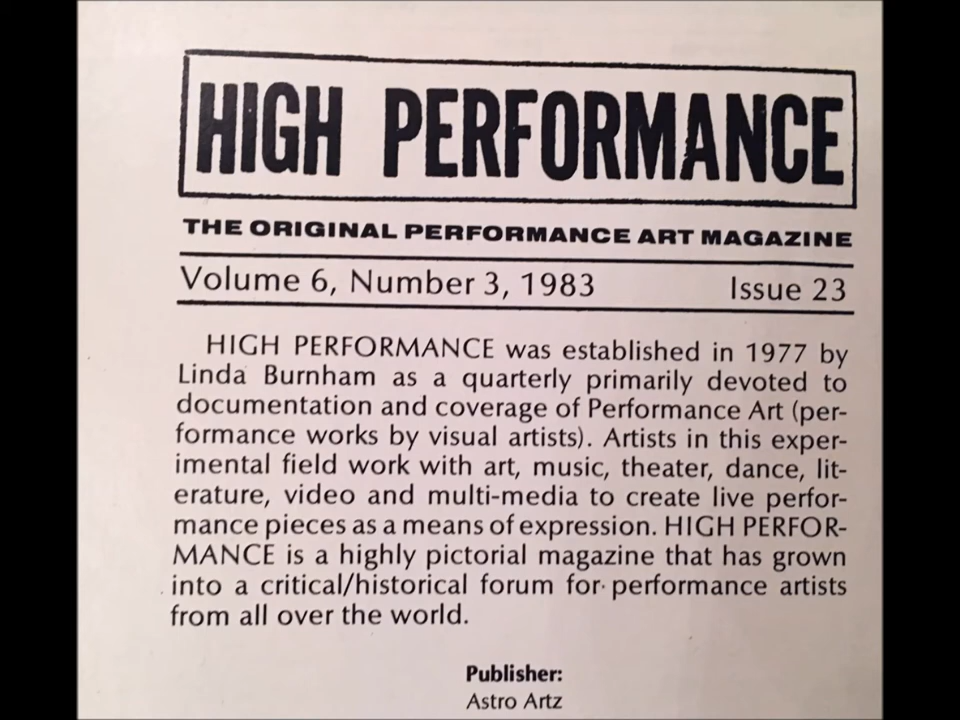 HIGH PERFORMANCE
THE ORIGINAL PERFORMANCE ART MAGAZINE
Volume 6, Number 3, 1983 Issue 23
HIGH PERFORMANCE was established in 1977 by
Linda Burnham as a quarterly primarily devoted to
documentation and coverage of Performance Art (per-
formance works by visual artists). Artists in this exper-
imental field work with art, music, theater, dance, lit-
erature, video and multi-media to create live perfor-
mance pieces as a means of expression. HIGH PERFOR-
MANCE is a highly pictorial magazine that has grown
into a critical/historical forum for performance artists
from all over the world.
Publisher:
Astro Artz